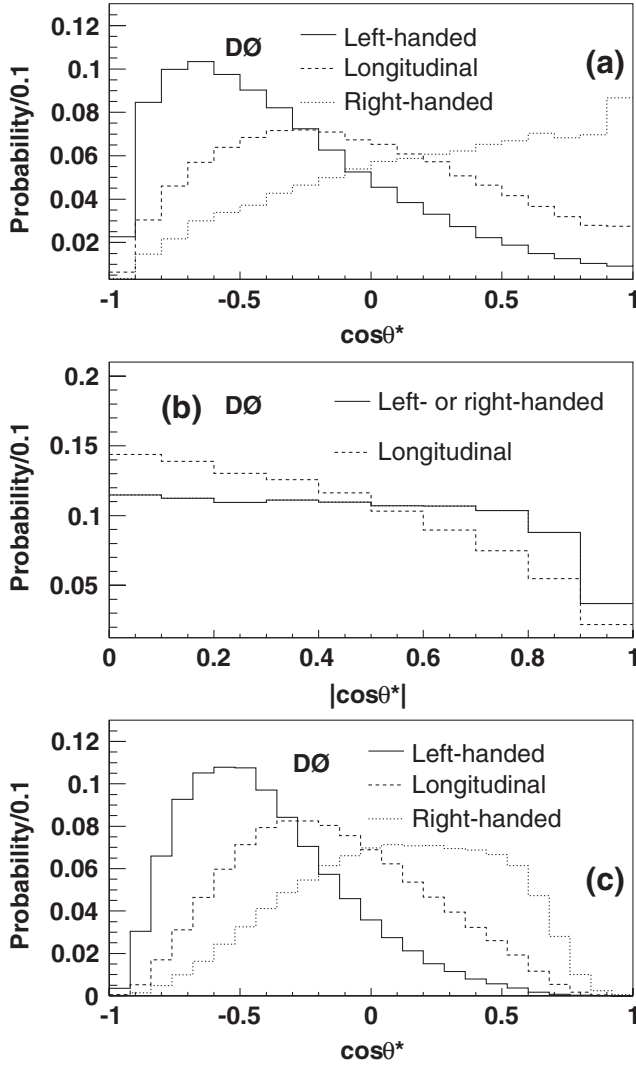 Probability/0.1
0.12
0.1
0.08
0.06
0.04
0.02
DØ
Left-handed
Longitudinal
Right-handed
(a)
-1 -0.5 0 0.5 1
cosθ*
Probability/0.1
0.2
0.15
0.1
0.05
(b) DØ
Left- or right-handed
Longitudinal
0 0.2 0.4 0.6 0.8 1
|cosθ*|
Probability/0.1
0.12
0.1
0.08
0.06
0.04
0.02
0
DØ
Left-handed
Longitudinal
Right-handed
(c)
-1 -0.5 0 0.5 1
cosθ*